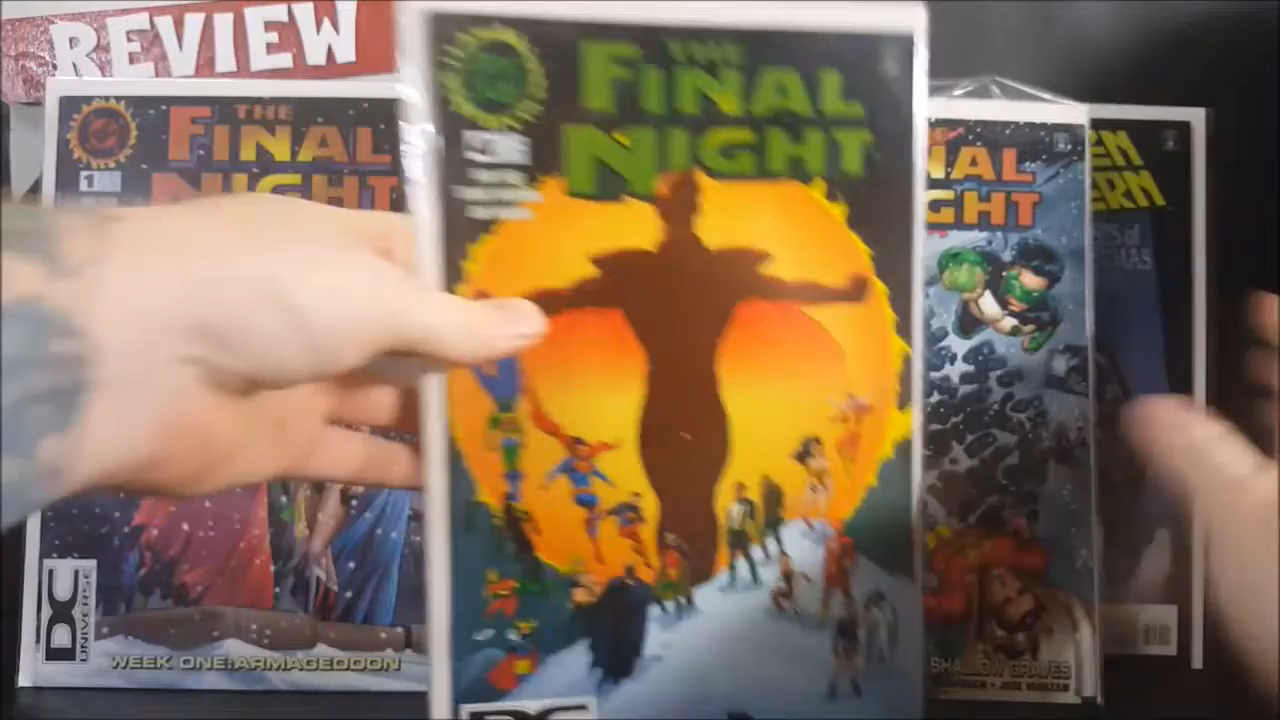 REVIEW
THE
FINAL
NIGHT
1
DC
UNIVERSE
WEEK ONE:ARMAGEDDON
THE
FINAL
NIGHT
DC
NAL
GHT
SHALLOW GRAVES
EN
ERN